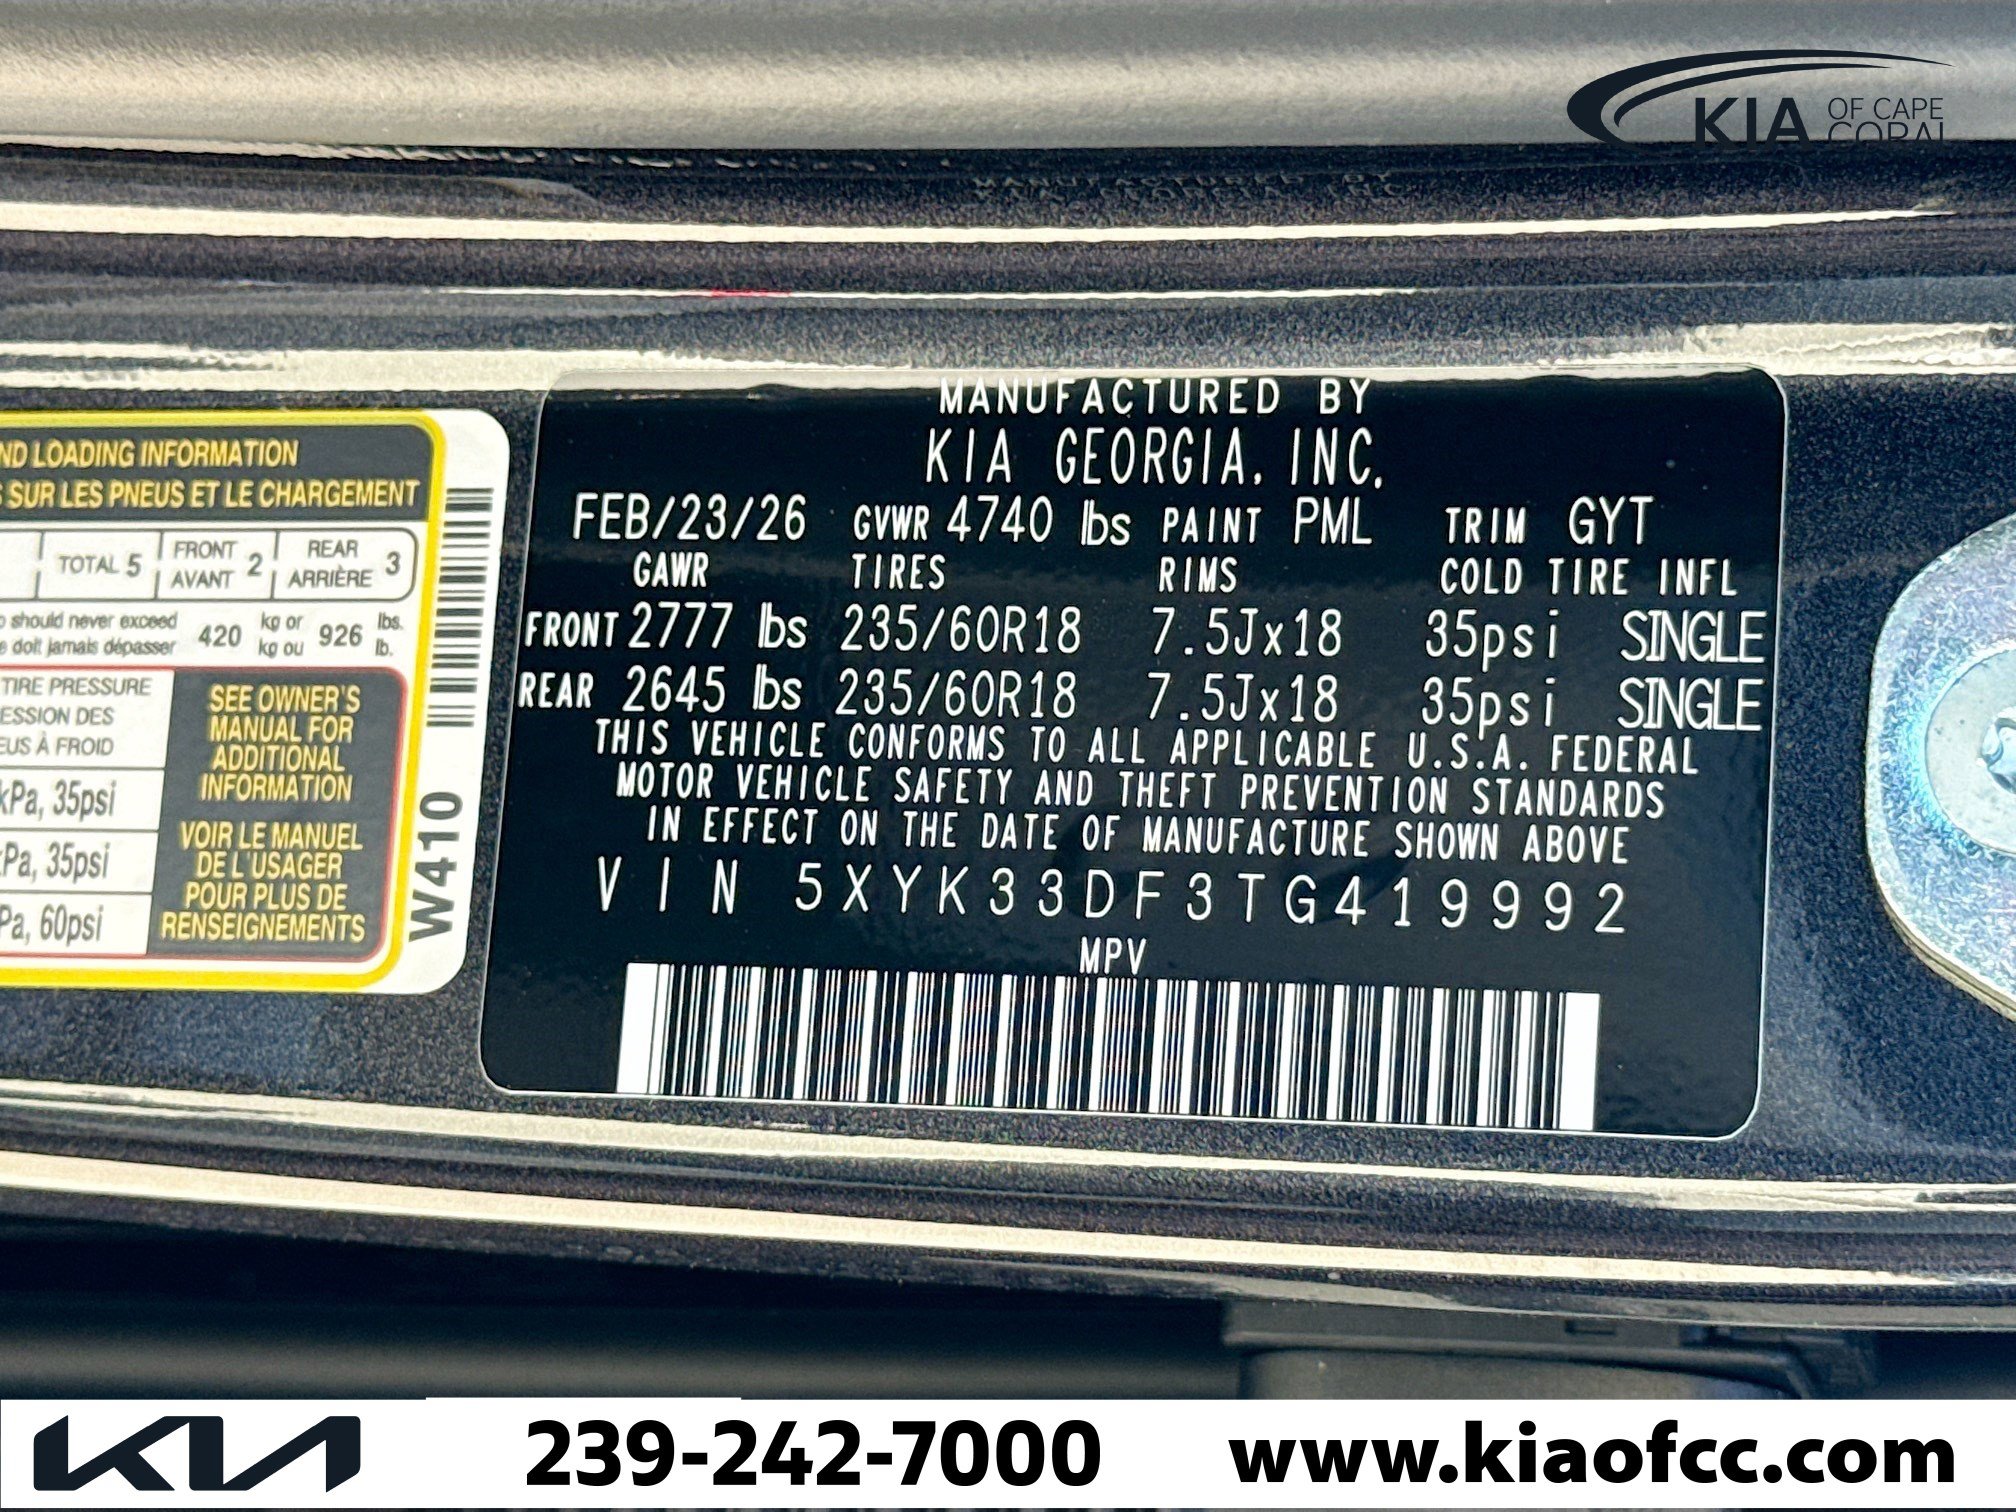 KIA OF CAPE
CORAL
MANUFACTURED BY
KIA GEORGIA, INC.
FEB/23/26 GVWR 4740 lbs PAINT PML TRIM GYT
GAWR TIRES RIMS COLD TIRE INFL
FRONT 2777 lbs 235/60R18 7.5Jx18 35psi SINGLE
REAR 2645 lbs 235/60R18 7.5Jx18 35psi SINGLE
THIS VEHICLE CONFORMS TO ALL APPLICABLE U.S.A. FEDERAL
MOTOR VEHICLE SAFETY AND THEFT PREVENTION STANDARDS
IN EFFECT ON THE DATE OF MANUFACTURE SHOWN ABOVE
VIN 5XYK33DF3TG419992
MPV
ND LOADING INFORMATION
SUR LES PNEUS ET LE CHARGEMENT
TOTAL 5 FRONT AVANT 2 REAR ARRIÈRE 3
should never exceed 420 kg or 926 lbs.
doit jamais dépasser kg ou lb.
TIRE PRESSURE
ESSION DES
EUS À FROID
kPa, 35psi
kPa, 35psi
Pa, 60psi
SEE OWNER'S
MANUAL FOR
ADDITIONAL
INFORMATION
VOIR LE MANUEL
DE L'USAGER
POUR PLUS DE
RENSEIGNEMENTS
W410
KIA 239-242-7000 www.kiaofcc.com